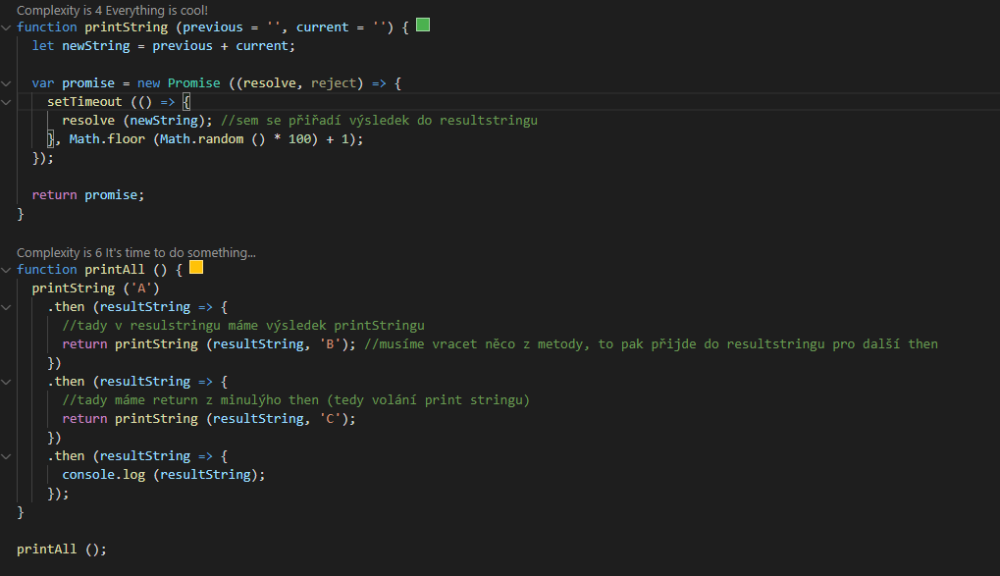 Complexity is 4 Everything is cool!
function printString (previous = '', current = '') {
let newString = previous + current;
var promise = new Promise ((resolve, reject) => {
setTimeout (() => {
resolve (newString); //sem se přiřadí výsledek do resultstringu
}, Math.floor (Math.random () * 100) + 1);
});
return promise;
}
Complexity is 6 It's time to do something...
function printAll () {
printString ('A')
.then (resultString => {
//tady v resulstringu máme výsledek printStringu
return printString (resultString, 'B'); //musíme vracet něco z metody, to pak přijde do resultstringu pro další then
})
.then (resultString => {
//tady máme return z minulýho then (tedy volání print stringu)
return printString (resultString, 'C');
})
.then (resultString => {
console.log (resultString);
});
}
printAll ();